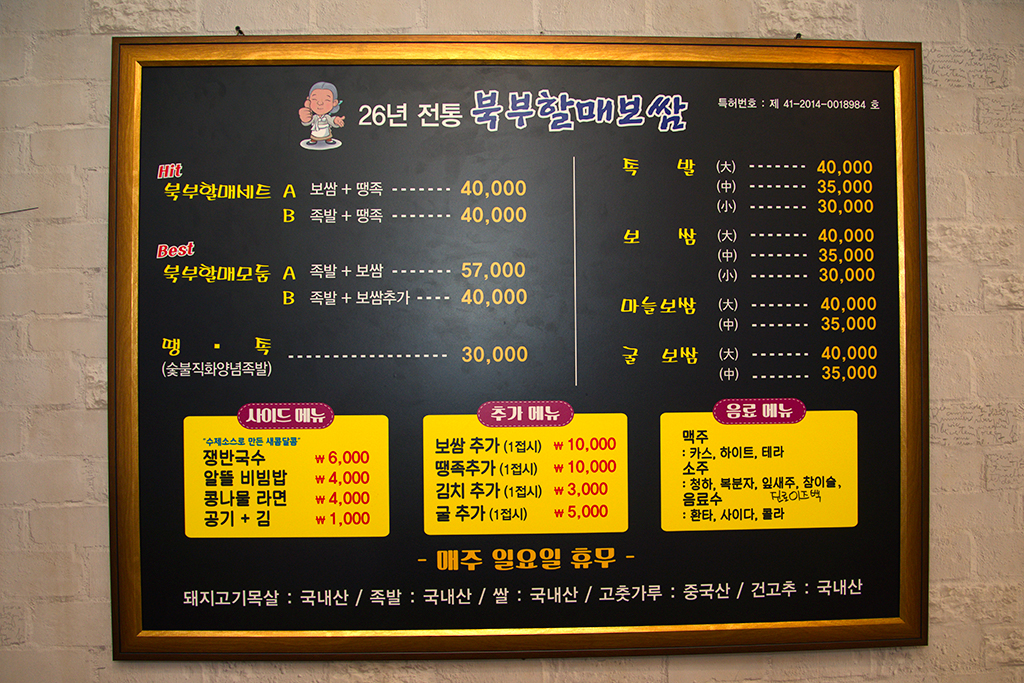 26년 전통 북부할매보쌈
특허번호 : 제 41-2014-0018984 호
Hit
북부할매세트 A 보쌈 + 땡족 ------- 40,000
B 족발 + 땡족 ------- 40,000
Best
북부할매모둠 A 족발 + 보쌈 ------- 57,000
B 족발 + 보쌈추가 ---- 40,000
땡 · 족 ------------------- 30,000
(숯불직화양념족발)
족 발 (大) ------- 40,000
(中) ------- 35,000
(小) ------- 30,000
보 쌈 (大) ------- 40,000
(中) ------- 35,000
(小) ------- 30,000
마늘보쌈 (大) ------- 40,000
(中) ------- 35,000
굴 보쌈 (大) ------- 40,000
(中) ------- 35,000
사이드 메뉴
"수제소스로 만든 새콤달콤"
쟁반국수 ₩ 6,000
알뜰 비빔밥 ₩ 4,000
콩나물 라면 ₩ 4,000
공기 + 김 ₩ 1,000
추가 메뉴
보쌈 추가 (1접시) ₩ 10,000
땡족추가 (1접시) ₩ 10,000
김치 추가 (1접시) ₩ 3,000
굴 추가 (1접시) ₩ 5,000
음료 메뉴
맥주
: 카스, 하이트, 테라
소주
: 청하, 복분자, 잎새주, 참이슬,
진로이즈백
음료수
: 환타, 사이다, 콜라
- 매주 일요일 휴무 -
돼지고기목살 : 국내산 / 족발 : 국내산 / 쌀 : 국내산 / 고춧가루 : 중국산 / 건고추 : 국내산